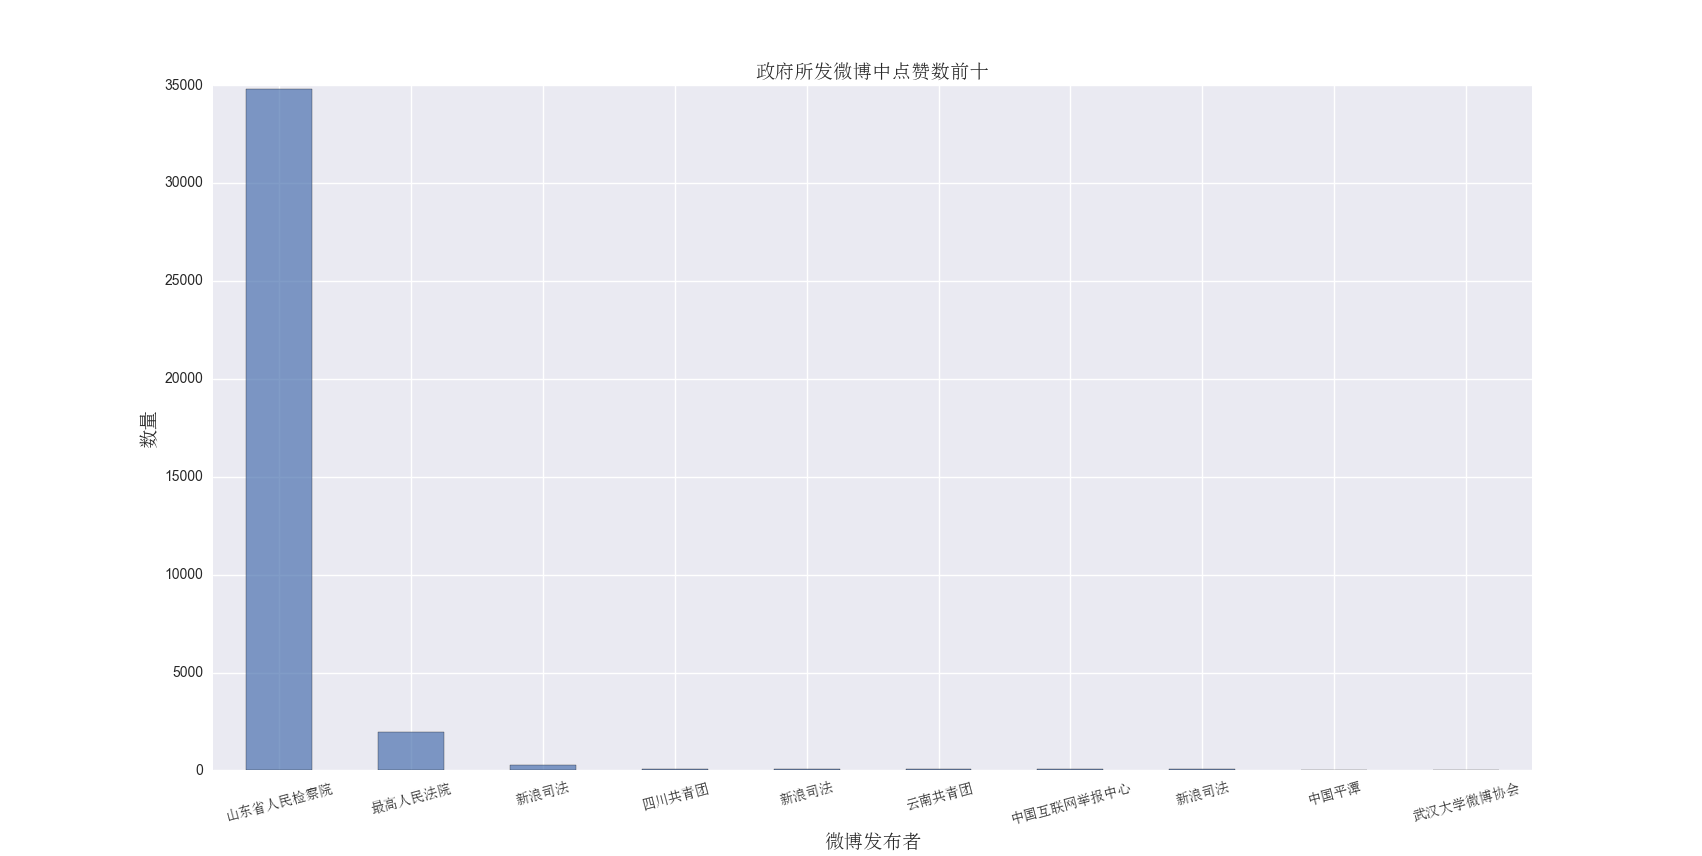 政府所发微博中点赞数前十
35000
30000
25000
20000
15000
10000
5000
0
数量
山东省人民检察院
最高人民法院
新浪司法
四川共青团
新浪司法
云南共青团
中国互联网举报中心
新浪司法
中国平潭
武汉大学微博协会
微博发布者